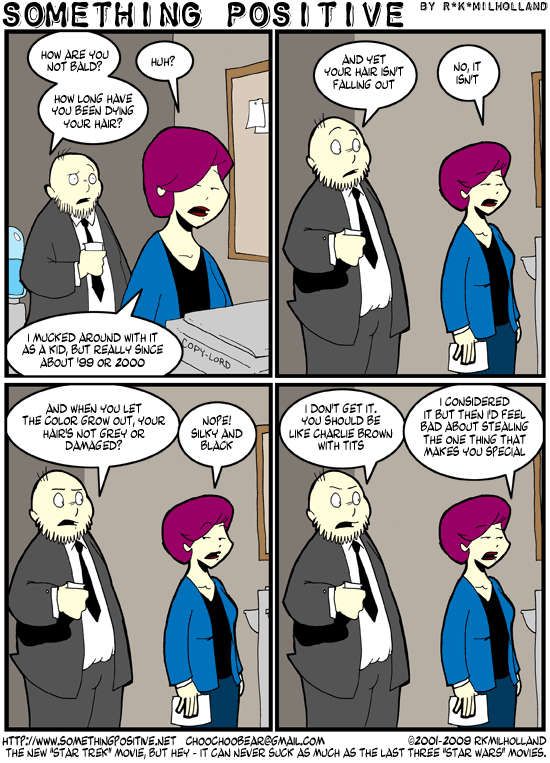 SOMETHING POSITIVE BY R*K*MILHOLLAND
HOW ARE YOU
NOT BALD?
HUH?
HOW LONG HAVE
YOU BEEN DYING
YOUR HAIR?
I MUCKED AROUND WITH IT
AS A KID, BUT REALLY SINCE
ABOUT '99 OR 2000
COPY-LORD
AND YET
YOUR HAIR ISN'T
FALLING OUT
NO, IT
ISN'T
AND WHEN YOU LET
THE COLOR GROW OUT, YOUR
HAIR'S NOT GREY OR
DAMAGED?
NOPE!
SILKY AND
BLACK
I DON'T GET IT.
YOU SHOULD BE
LIKE CHARLIE BROWN
WITH TITS
I CONSIDERED
IT BUT THEN I'D FEEL
BAD ABOUT STEALING
THE ONE THING THAT
MAKES YOU SPECIAL
HTTP://WWW.SOMETHINGPOSITIVE.NET CHOOCHOOBEAR@GMAIL.COM ©2001-2009 RKMILHOLLAND
THE NEW "STAR TREK" MOVIE, BUT HEY - IT CAN NEVER SUCK AS MUCH AS THE LAST THREE "STAR WARS" MOVIES.